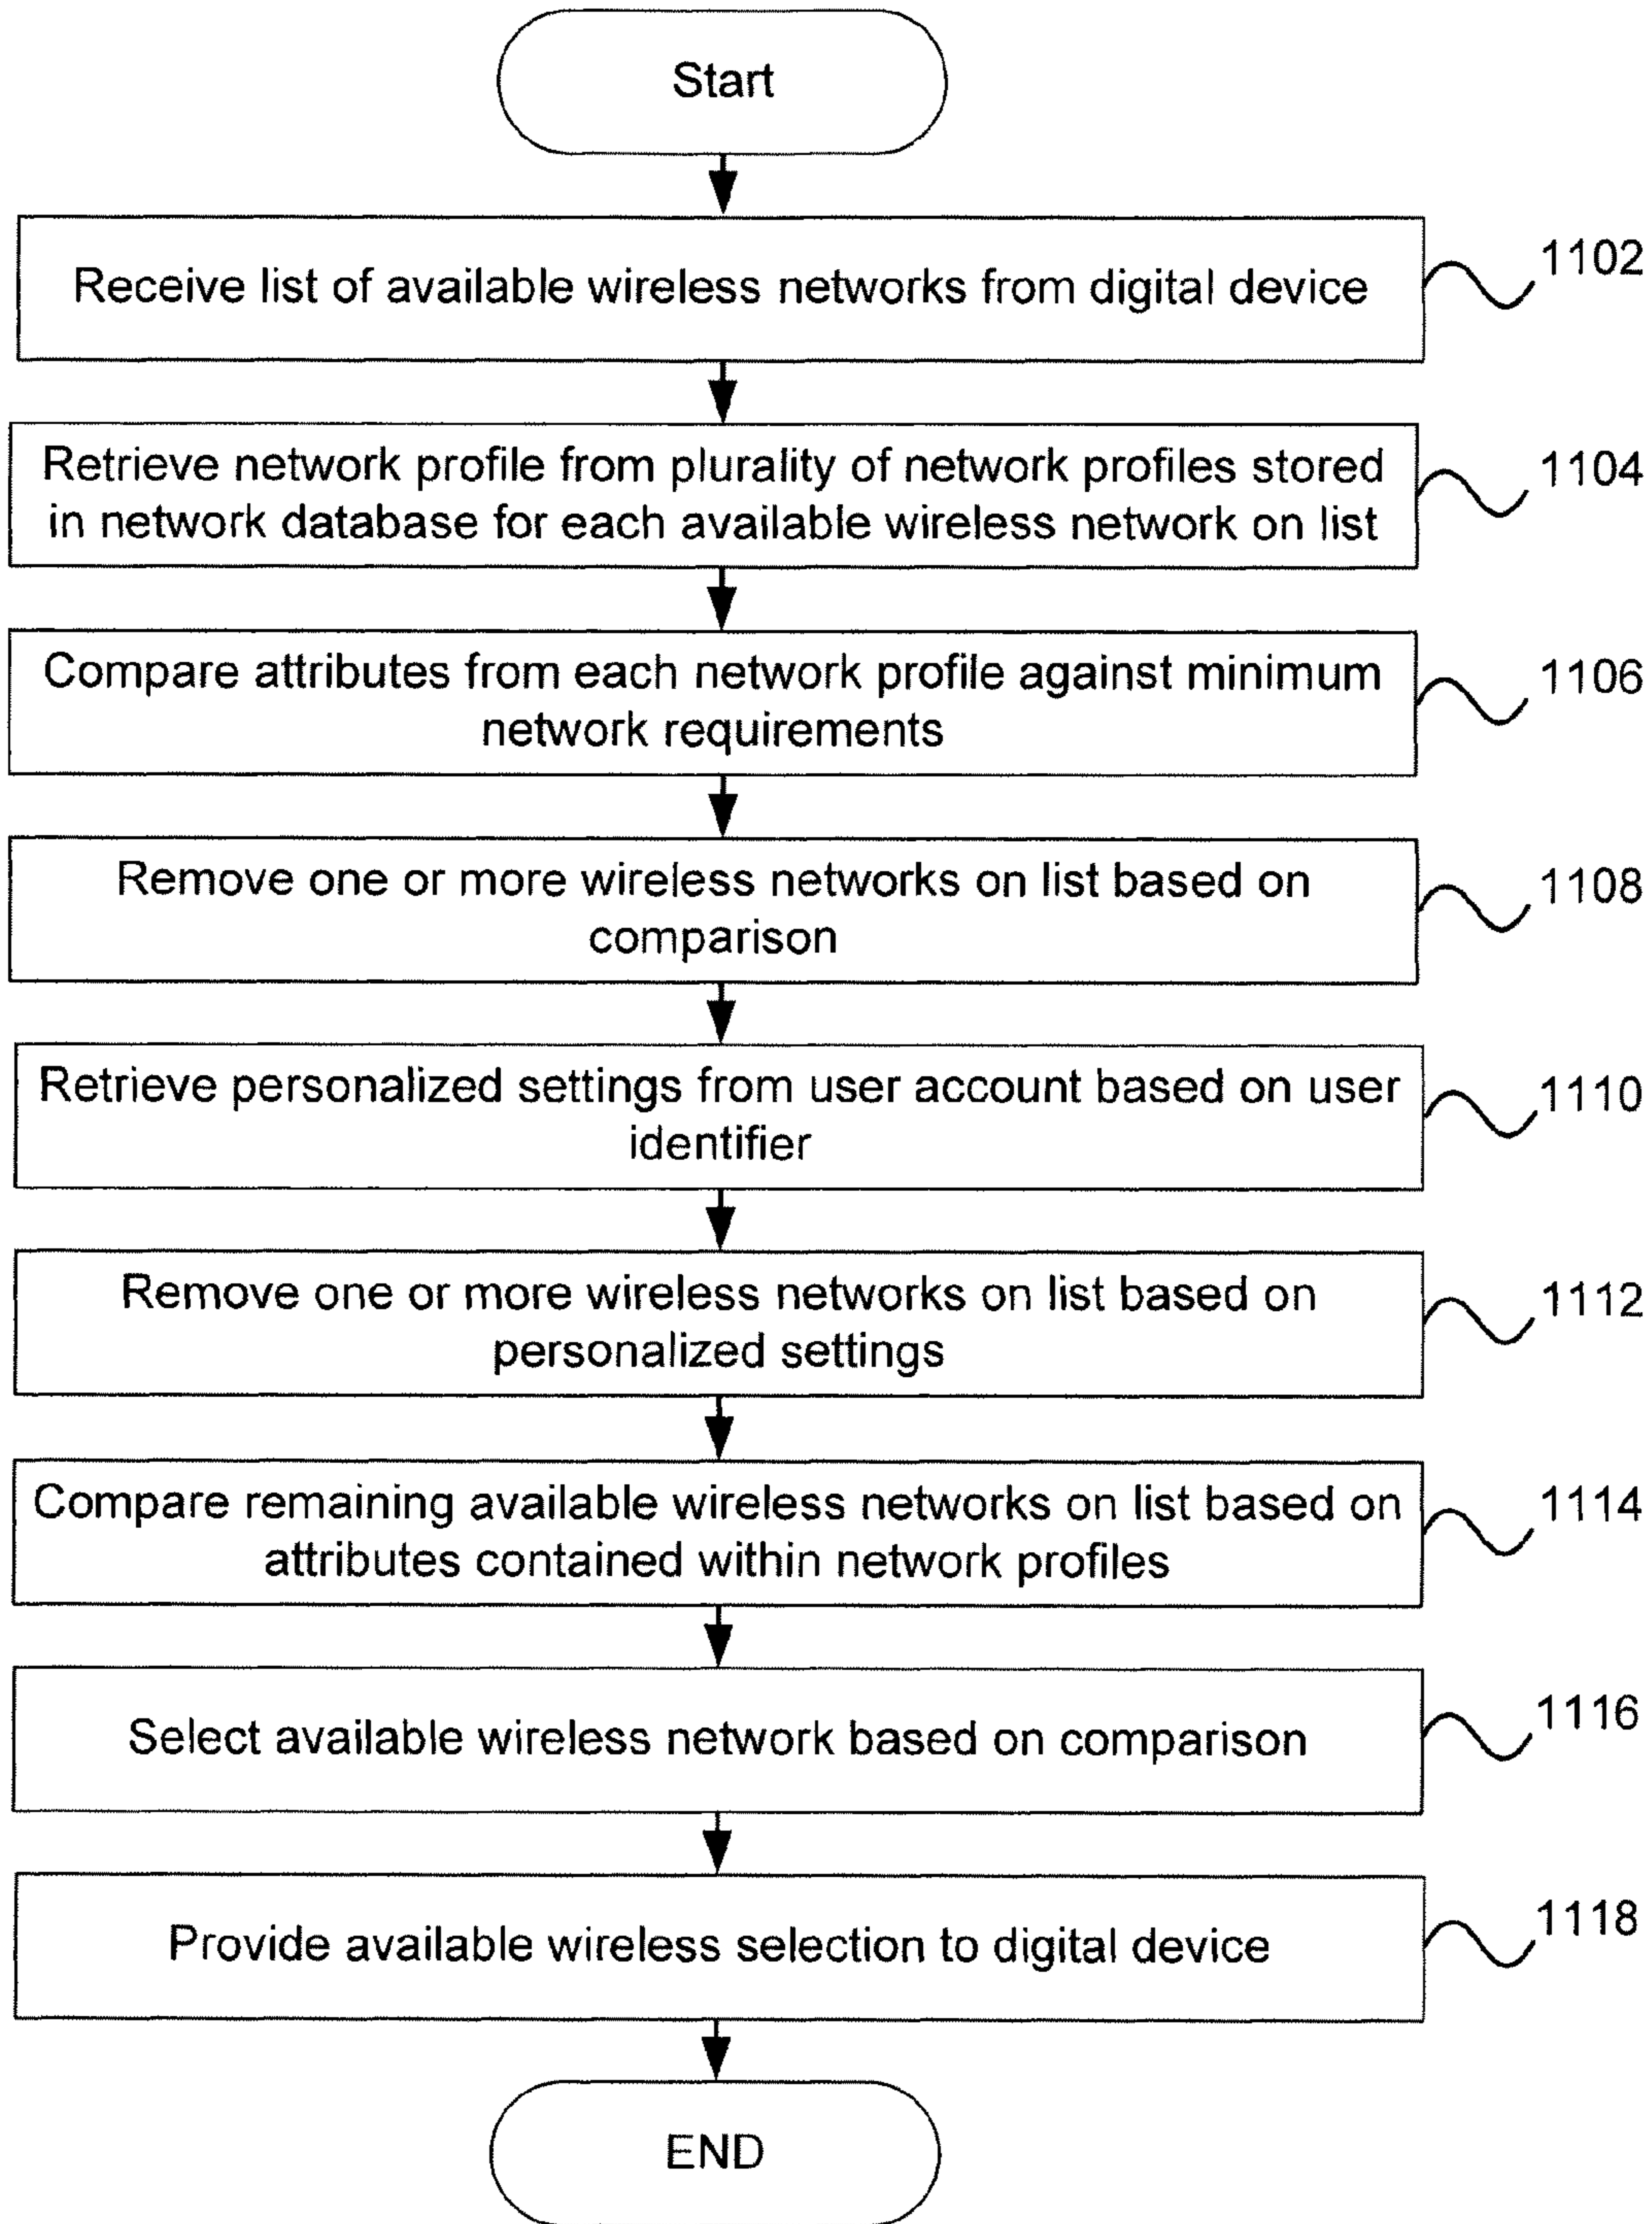 Start
Receive list of available wireless networks from digital device
1102
Retrieve network profile from plurality of network profiles stored
in network database for each available wireless network on list
1104
Compare attributes from each network profile against minimum
network requirements
1106
Remove one or more wireless networks on list based on
comparison
1108
Retrieve personalized settings from user account based on user
identifier
1110
Remove one or more wireless networks on list based on
personalized settings
1112
Compare remaining available wireless networks on list based on
attributes contained within network profiles
1114
Select available wireless network based on comparison
1116
Provide available wireless selection to digital device
1118
END